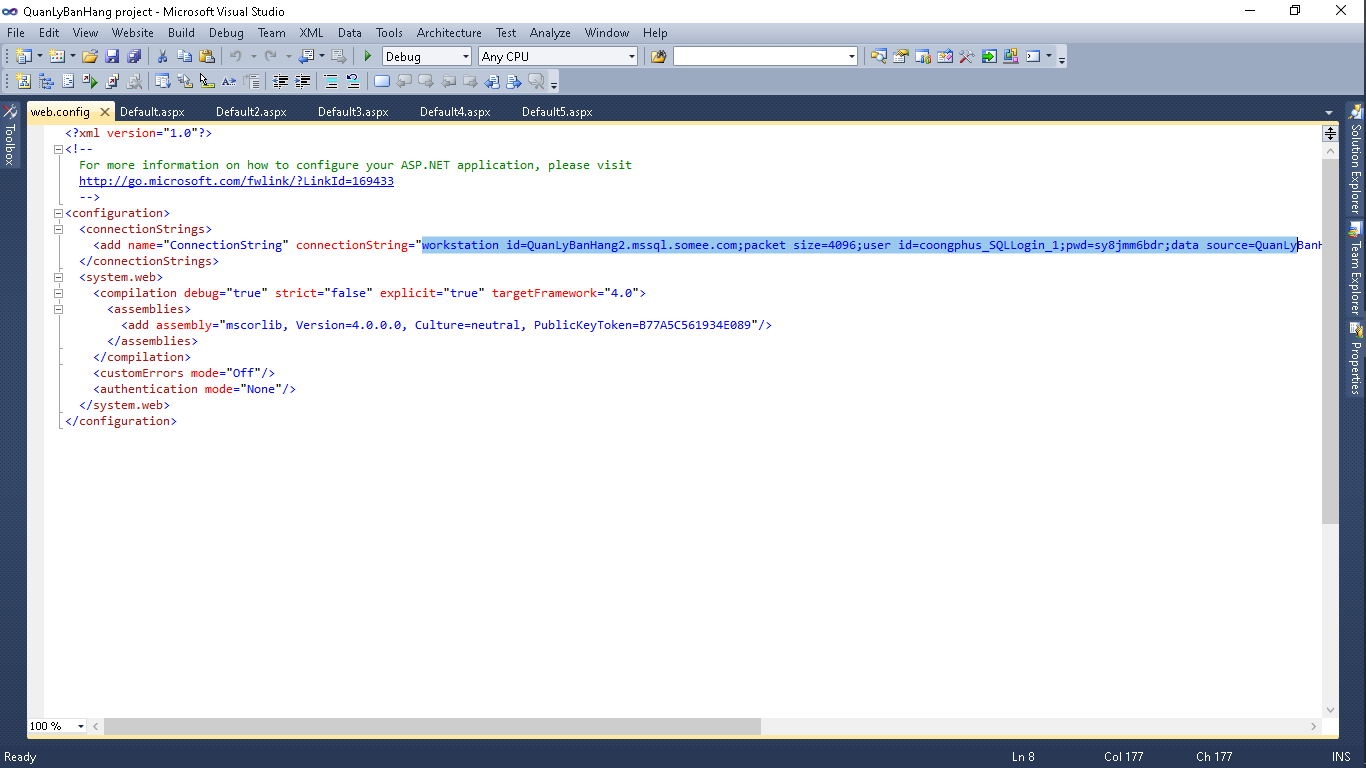 QuanLyBanHang project - Microsoft Visual Studio
File Edit View Website Build Debug Team XML Data Tools Architecture Test Analyze Window Help
Debug Any CPU
web.config Default.aspx Default2.aspx Default3.aspx Default4.aspx Default5.aspx
Toolbox
<?xml version="1.0"?>
<!--
For more information on how to configure your ASP.NET application, please visit
http://go.microsoft.com/fwlink/?LinkId=169433
-->
<configuration>
<connectionStrings>
<add name="ConnectionString" connectionString="workstation id=QuanLyBanHang2.mssql.somee.com;packet size=4096;user id=coongphus_SQLLogin_1;pwd=sy8jmm6bdr;data source=QuanLyBanH
</connectionStrings>
<system.web>
<compilation debug="true" strict="false" explicit="true" targetFramework="4.0">
<assemblies>
<add assembly="mscorlib, Version=4.0.0.0, Culture=neutral, PublicKeyToken=B77A5C561934E089"/>
</assemblies>
</compilation>
<customErrors mode="Off"/>
<authentication mode="None"/>
</system.web>
</configuration>
Solution Explorer
Team Explorer
Properties
100 %
Ready Ln 8 Col 177 Ch 177 INS